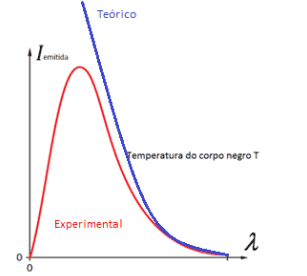 Teórico
I emitida
Temperatura do corpo negro T
Experimental
λ
0
0